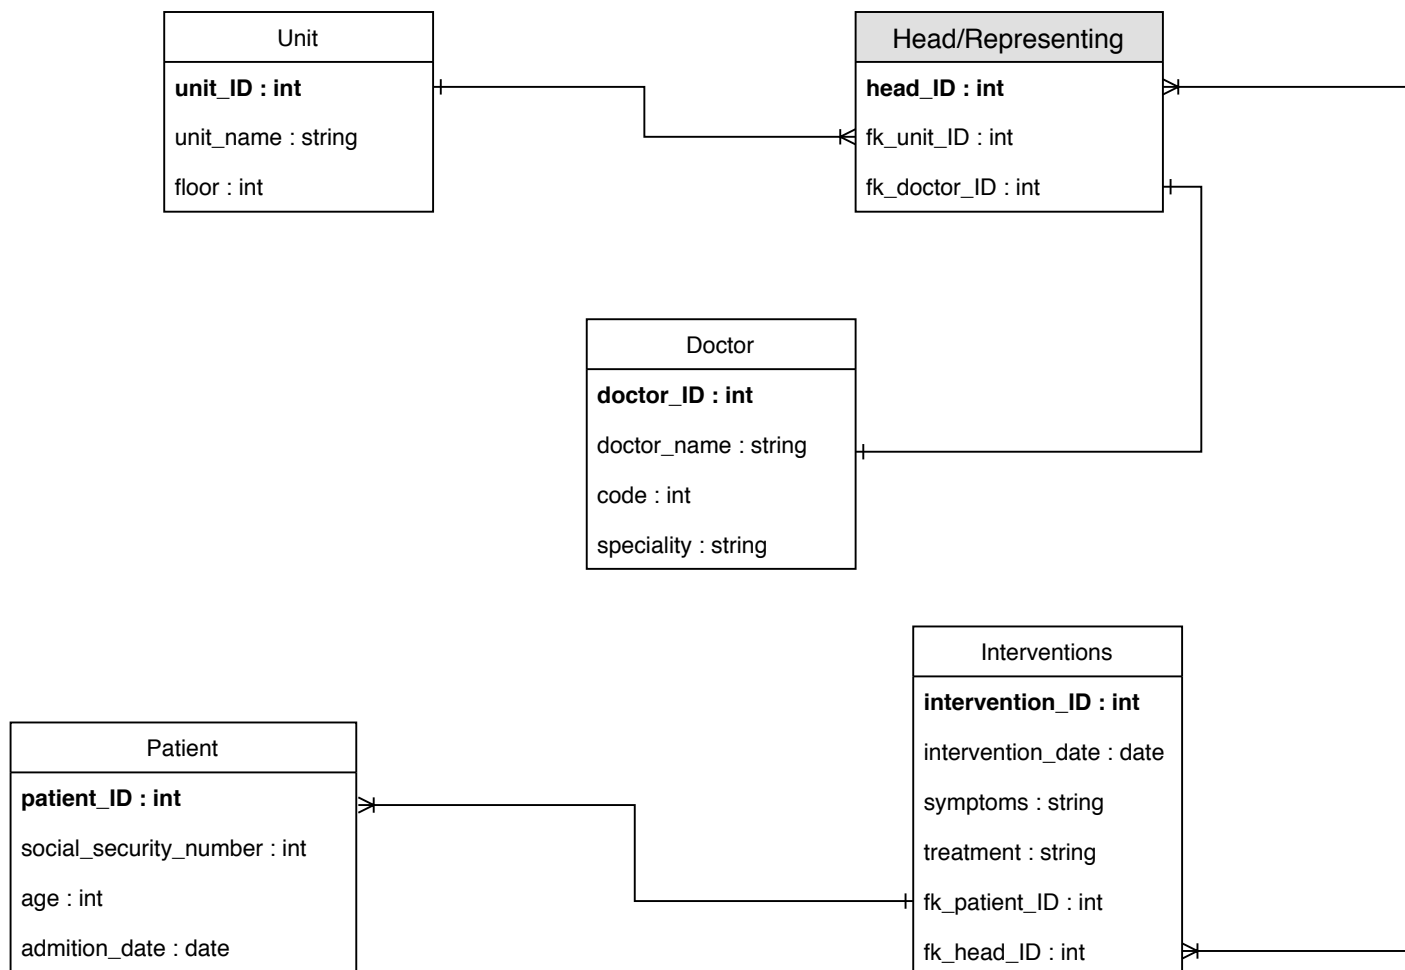 Unit
unit_ID : int
unit_name : string
floor : int
Head/Representing
head_ID : int
fk_unit_ID : int
fk_doctor_ID : int
Doctor
doctor_ID : int
doctor_name : string
code : int
speciality : string
Patient
patient_ID : int
social_security_number : int
age : int
admition_date : date
Interventions
intervention_ID : int
intervention_date : date
symptoms : string
treatment : string
fk_patient_ID : int
fk_head_ID : int